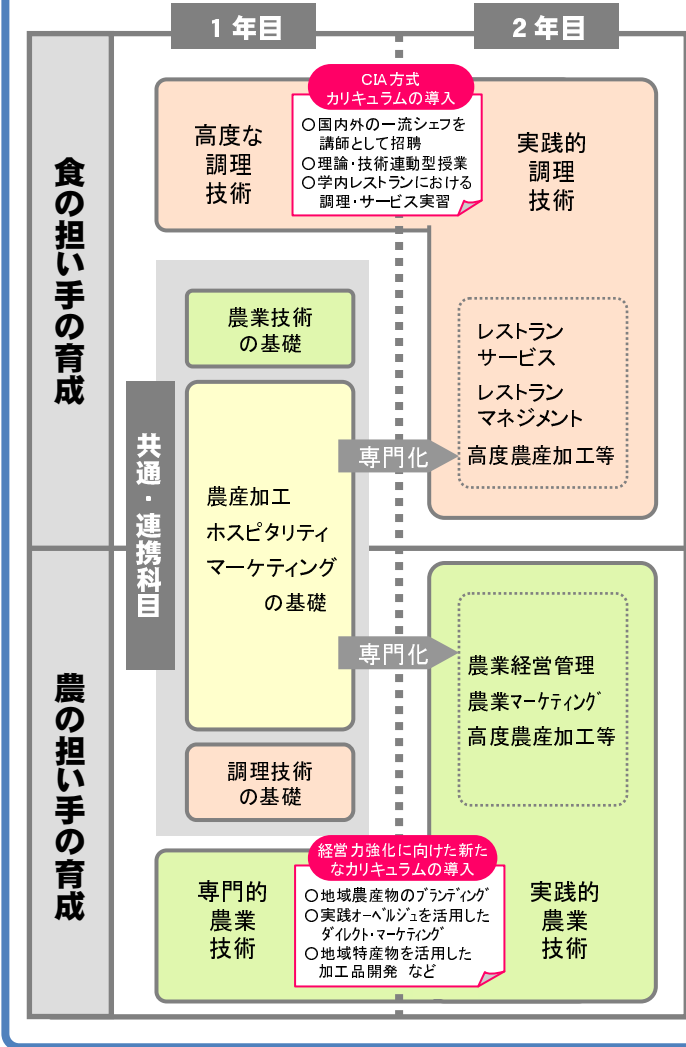 1年目
2年目
食の担い手の育成
高度な
調理
技術
CIA方式
カリキュラムの導入
○国内外の一流シェフを
講師として招聘
○理論・技術連動型授業
○学内レストランにおける
調理・サービス実習
実践的
調理
技術
共通・連携科目
農業技術
の基礎
農産加工
ホスピタリティ
マーケティング
の基礎
調理技術
の基礎
専門化
レストラン
サービス
レストラン
マネジメント
高度農産加工等
専門化
農業経営管理
農業マーケティング
高度農産加工等
農の担い手の育成
専門的
農業
技術
経営力強化に向けた新た
なカリキュラムの導入
○地域農産物のブランディング
○実践オーベルジュを活用した
ダイレクト・マーケティング
○地域特産物を活用した
加工品開発 など
実践的
農業
技術